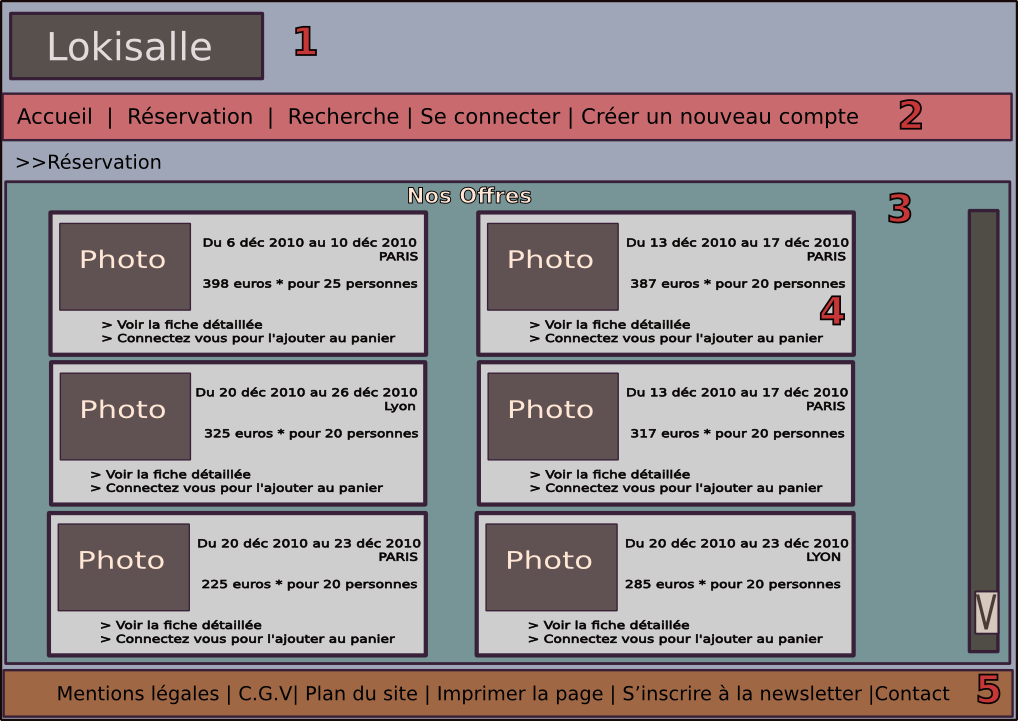 Lokisalle
1
Accueil | Réservation | Recherche | Se connecter | Créer un nouveau compte
2
>>Réservation
Nos Offres
3
Photo
Du 6 déc 2010 au 10 déc 2010
PARIS
398 euros * pour 25 personnes
> Voir la fiche détaillée
> Connectez vous pour l'ajouter au panier
Photo
Du 13 déc 2010 au 17 déc 2010
PARIS
387 euros * pour 20 personnes
4
> Voir la fiche détaillée
> Connectez vous pour l'ajouter au panier
Photo
Du 20 déc 2010 au 26 déc 2010
Lyon
325 euros * pour 20 personnes
> Voir la fiche détaillée
> Connectez vous pour l'ajouter au panier
Photo
Du 13 déc 2010 au 17 déc 2010
PARIS
317 euros * pour 20 personnes
> Voir la fiche détaillée
> Connectez vous pour l'ajouter au panier
Photo
Du 20 déc 2010 au 23 déc 2010
PARIS
225 euros * pour 20 personnes
> Voir la fiche détaillée
> Connectez vous pour l'ajouter au panier
Photo
Du 20 déc 2010 au 23 déc 2010
LYON
285 euros * pour 20 personnes
> Voir la fiche détaillée
> Connectez vous pour l'ajouter au panier
V
Mentions légales | C.G.V| Plan du site | Imprimer la page | S’inscrire à la newsletter |Contact
5